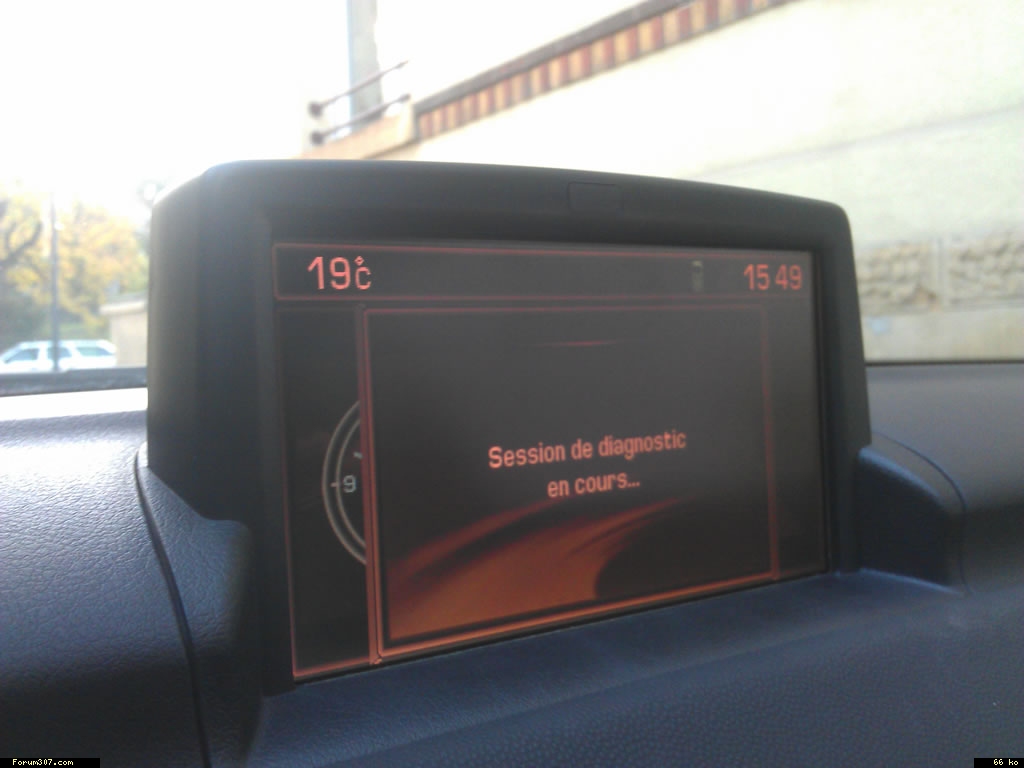 19°C
15 49
-9
Session de diagnostic
en cours...
Forum307.com
66 ko